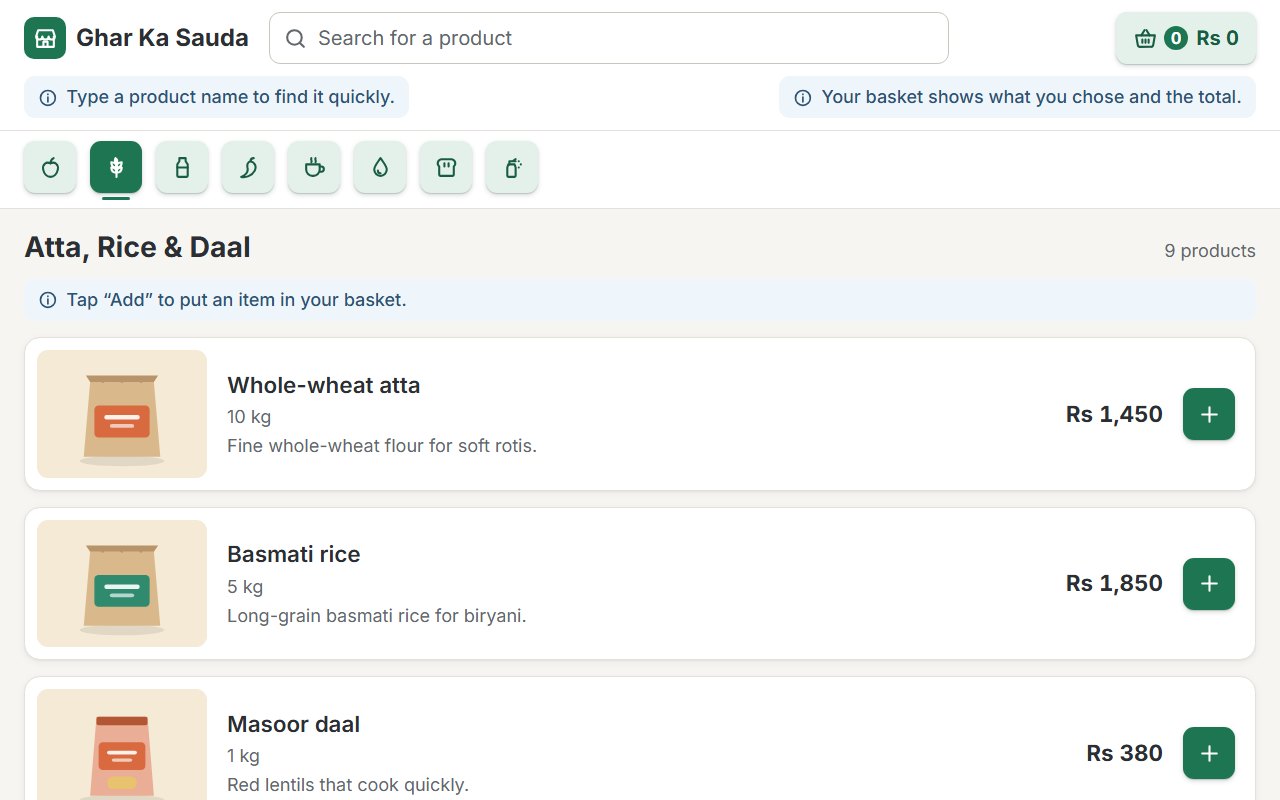 Ghar Ka Sauda
Search for a product
0 Rs 0
Type a product name to find it quickly.
Your basket shows what you chose and the total.
Atta, Rice & Daal
9 products
Tap “Add” to put an item in your basket.
Whole-wheat atta
10 kg
Fine whole-wheat flour for soft rotis.
Rs 1,450
Basmati rice
5 kg
Long-grain basmati rice for biryani.
Rs 1,850
Masoor daal
1 kg
Red lentils that cook quickly.
Rs 380